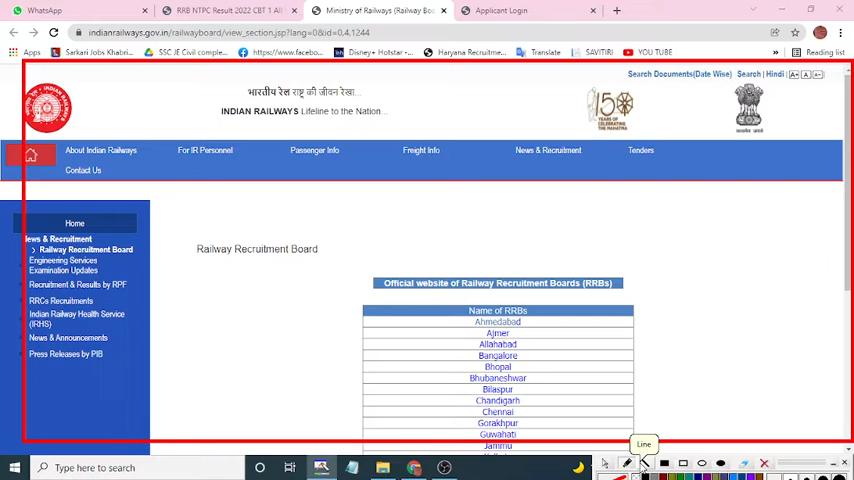 WhatsApp
RRB NTPC Result 2022 CBT 1 All
Ministry of Railways (Railway Boa
Applicant Login
indianrailways.gov.in/railwayboard/view_section.jsp?lang=0&id=0,4,1244
Apps
Sarkari Jobs Khabri...
SSC JE Civil comple...
https://www.faceb...
Disney+ Hotstar -...
Haryana Recruitme...
Translate
SAVITIRI
YOU TUBE
Reading list
Search Documents(Date Wise) Search | Hindi A+ A A-
भारतीय रेल राष्ट्र की जीवन रेखा...
INDIAN RAILWAYS Lifeline to the Nation...
150
YEARS OF
CELEBRATING
THE MAHATMA
About Indian Railways
For IR Personnel
Passenger Info
Freight Info
News & Recruitment
Tenders
Contact Us
Home
News & Recruitment
Railway Recruitment Board
Engineering Services
Examination Updates
Recruitment & Results by RPF
RRCs Recruitments
Indian Railway Health Service
(IRHS)
News & Announcements
Press Releases by PIB
Railway Recruitment Board
Official website of Railway Recruitment Boards (RRBs)
Name of RRBs
Ahmedabad
Ajmer
Allahabad
Bangalore
Bhopal
Bhubaneshwar
Bilaspur
Chandigarh
Chennai
Gorakhpur
Guwahati
Jammu
Line
Type here to search